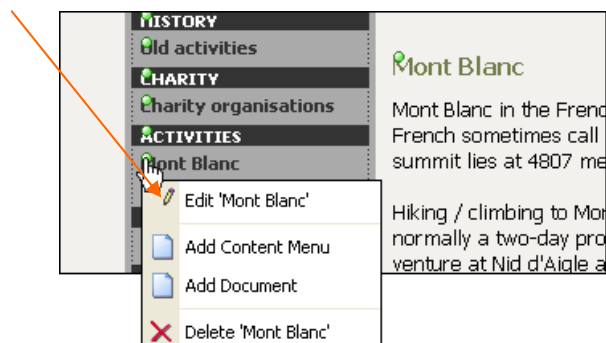 HISTORY
Old activities
CHARITY
Charity organisations
ACTIVITIES
Mont Blanc
Edit 'Mont Blanc'
Add Content Menu
Add Document
Delete 'Mont Blanc'
Mont Blanc
Mont Blanc in the Frenc
French sometimes call
summit lies at 4807 me
Hiking / climbing to Mor
normally a two-day pro
venture at Nid d'Aigle a